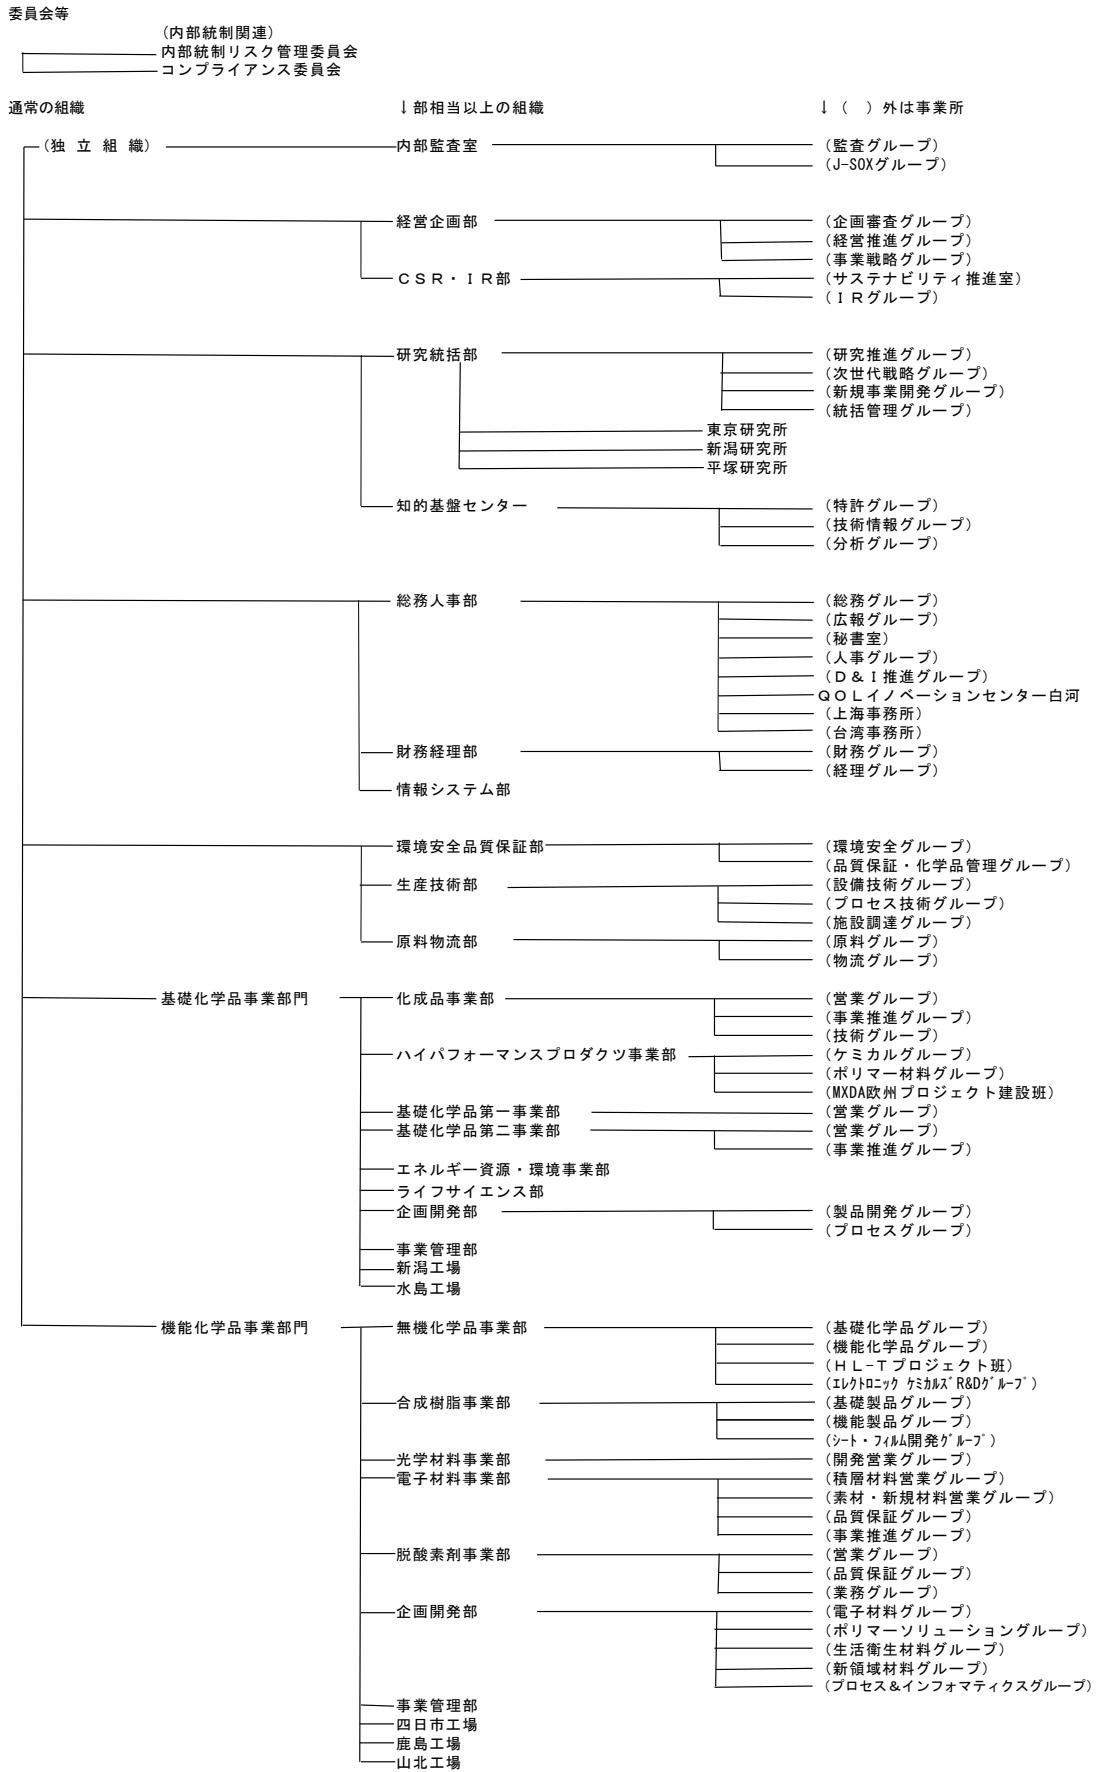 委員会等
(内部統制関連)
内部統制リスク管理委員会
コンプライアンス委員会
通常の組織 ↓部相当以上の組織 ↓（　）外は事業所
(独 立 組 織) 内部監査室 (監査グループ)
(J-SOXグループ)
経営企画部 (企画審査グループ)
(経営推進グループ)
(事業戦略グループ)
ＣＳＲ・ＩＲ部 (サステナビリティ推進室)
(ＩＲグループ)
研究統括部 (研究推進グループ)
(次世代戦略グループ)
(新規事業開発グループ)
(統括管理グループ)
東京研究所
新潟研究所
平塚研究所
知的基盤センター (特許グループ)
(技術情報グループ)
(分析グループ)
総務人事部 (総務グループ)
(広報グループ)
(秘書室)
(人事グループ)
(Ｄ＆Ｉ推進グループ)
ＱＯＬイノベーションセンター白河
(上海事務所)
(台湾事務所)
財務経理部 (財務グループ)
(経理グループ)
情報システム部
環境安全品質保証部 (環境安全グループ)
(品質保証・化学品管理グループ)
生産技術部 (設備技術グループ)
(プロセス技術グループ)
(施設調達グループ)
原料物流部 (原料グループ)
(物流グループ)
基礎化学品事業部門 化成品事業部 (営業グループ)
(事業推進グループ)
(技術グループ)
ハイパフォーマンスプロダクツ事業部 (ケミカルグループ)
(ポリマー材料グループ)
(MXDA欧州プロジェクト建設班)
基礎化学品第一事業部 (営業グループ)
基礎化学品第二事業部 (営業グループ)
(事業推進グループ)
エネルギー資源・環境事業部
ライフサイエンス部
企画開発部 (製品開発グループ)
(プロセスグループ)
事業管理部
新潟工場
水島工場
機能化学品事業部門 無機化学品事業部 (基礎化学品グループ)
(機能化学品グループ)
(ＨＬ-Ｔプロジェクト班)
(ｴﾚｸﾄﾛﾆｯｸ ｹﾐｶﾙｽﾞR&Dｸﾞﾙｰﾌﾟ)
合成樹脂事業部 (基礎製品グループ)
(機能製品グループ)
(ｼｰﾄ・ﾌｨﾙﾑ開発ｸﾞﾙｰﾌﾟ)
光学材料事業部 (開発営業グループ)
電子材料事業部 (積層材料営業グループ)
(素材・新規材料営業グループ)
(品質保証グループ)
(事業推進グループ)
脱酸素剤事業部 (営業グループ)
(品質保証グループ)
(業務グループ)
企画開発部 (電子材料グループ)
(ポリマーソリューショングループ)
(生活衛生材料グループ)
(新領域材料グループ)
(プロセス＆インフォマティクスグループ)
事業管理部
四日市工場
鹿島工場
山北工場